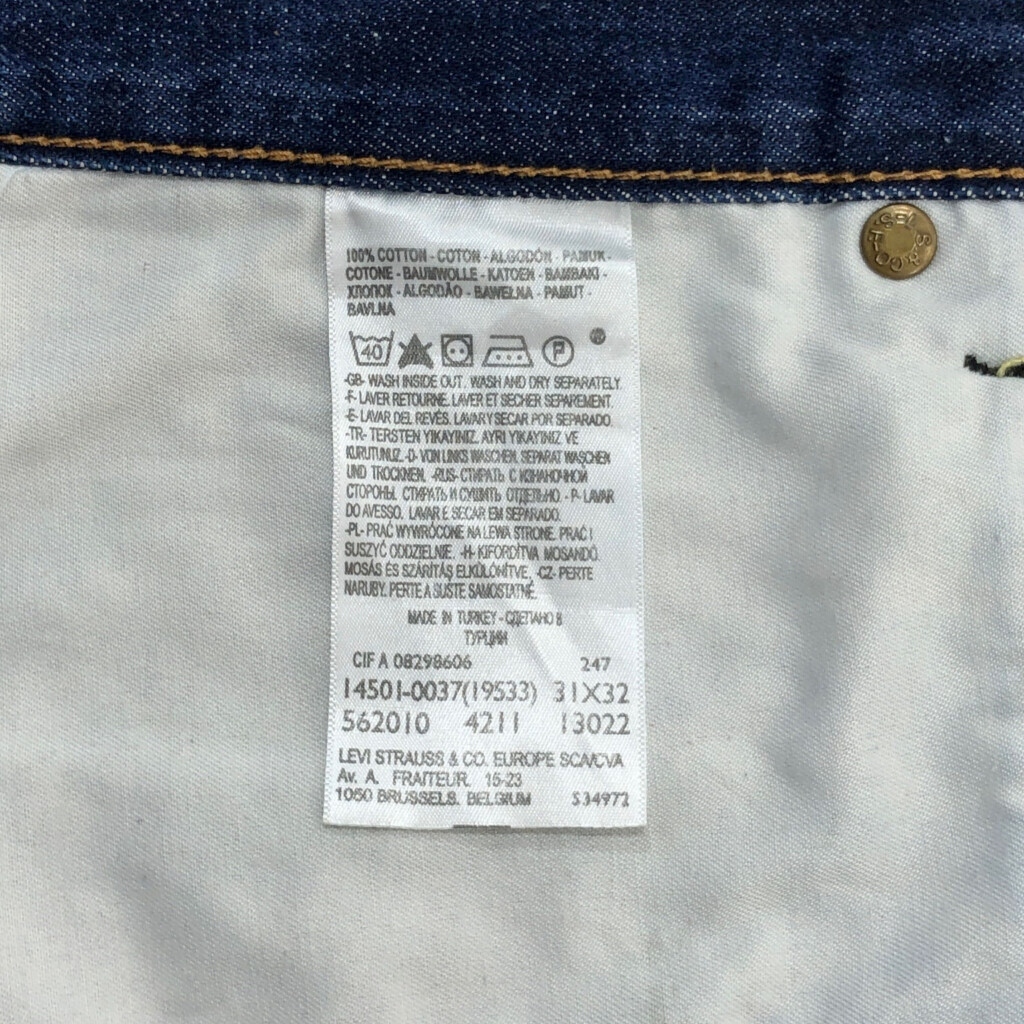 100% COTTON - COTON - ALGODÓN - PAMUK -
COTONE - BAUMWOLLE - KATOEN - BAMBAKI -
ХЛОПОК - ALGODÃO - BAWEŁNA - PAMUT -
BAVLNA
40 P ®
-GB- WASH INSIDE OUT. WASH AND DRY SEPARATELY.
-F- LAVER RETOURNE. LAVER ET SECHER SEPAREMENT.
-E- LAVAR DEL REVÉS. LAVAR Y SECAR POR SEPARADO.
-TR- TERSTEN YIKAYINIZ. AYRI YIKAYINIZ VE
KURUTUNUZ. -D- VON LINKS WASCHEN. SEPARAT WASCHEN
UND TROCKNEN. -RUS- СТИРАТЬ С ИЗНАНОЧНОЙ
СТОРОНЫ. СТИРАТЬ И СУШИТЬ ОТДЕЛЬНО. - P- LAVAR
DO AVESSO. LAVAR E SECAR EM SEPARADO.
-PL- PRAĆ WYWRÓCONE NA LEWĄ STRONE. PRAĆ I
SUSZYĆ ODDZIELNIE. -H- KIFORDÍTVA MOSANDÓ.
MOSÁS ÉS SZÁRÍTÁS ELKÜLÖNÍTVE. -CZ- PERTE
NARUBY. PERTE A SUSTE SAMOSTATNĚ.
MADE IN TURKEY - СДЕЛАНО В
ТУРЦИИ
CIF A 08298606 247
14501-0037(19533) 31X32
562010 4211 13022
LEVI STRAUSS & CO. EUROPE SCA/CVA
Av. A. FRAITEUR 15-23
1050 BRUSSELS. BELGIUM 534972